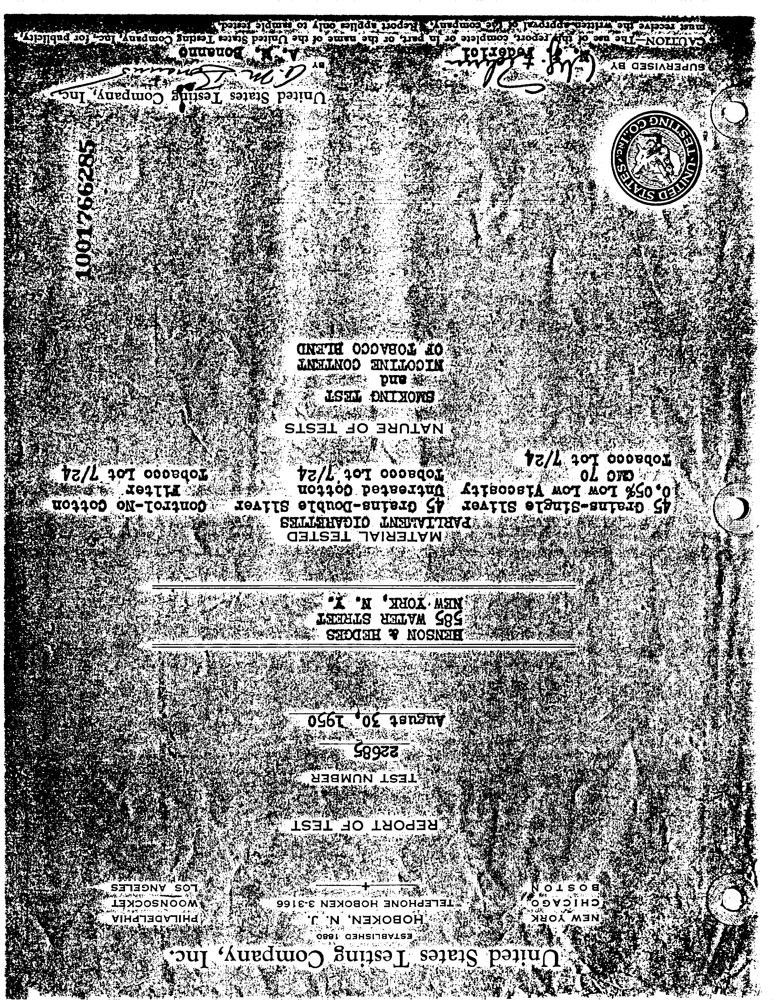 United States Testing Company, Inc.
ESTABLISHED 1880
HOBOKEN, N. J.
TELEPHONE HOBOKEN 3-3166
NEW YORK
CHICAGO
BOSTON
PHILADELPHIA
WOONSOCKET
LOS ANGELES
REPORT OF TEST
TEST NUMBER
22685
August 30, 1950
BENSON & HEDGES
585 WATER STREET
NEW YORK, N. Y.
MATERIAL TESTED
PARLIAMENT CIGARETTES
45 Grains-Single Sliver
0.05% Low Low Viscosity
CMC 70
Tobacco Lot 7/24
45 Grains-Double Sliver
Untreated Cotton
Tobacco Lot 7/24
Control-No Cotton
Filter
Tobacco Lot 7/24
NATURE OF TESTS
SMOKING TEST
and
NICOTINE CONTENT
OF TOBACCO BLEND
1001766285
UNITED STATES TESTING CO. INC.
United States Testing Company, Inc.
SUPERVISED BY
BY
A. M. Bonanno
CAUTION—The use of this report, complete or in part, or the name of the United States Testing Company, Inc., for publicity,
must receive the written approval of the company. Report applies only to sample tested.